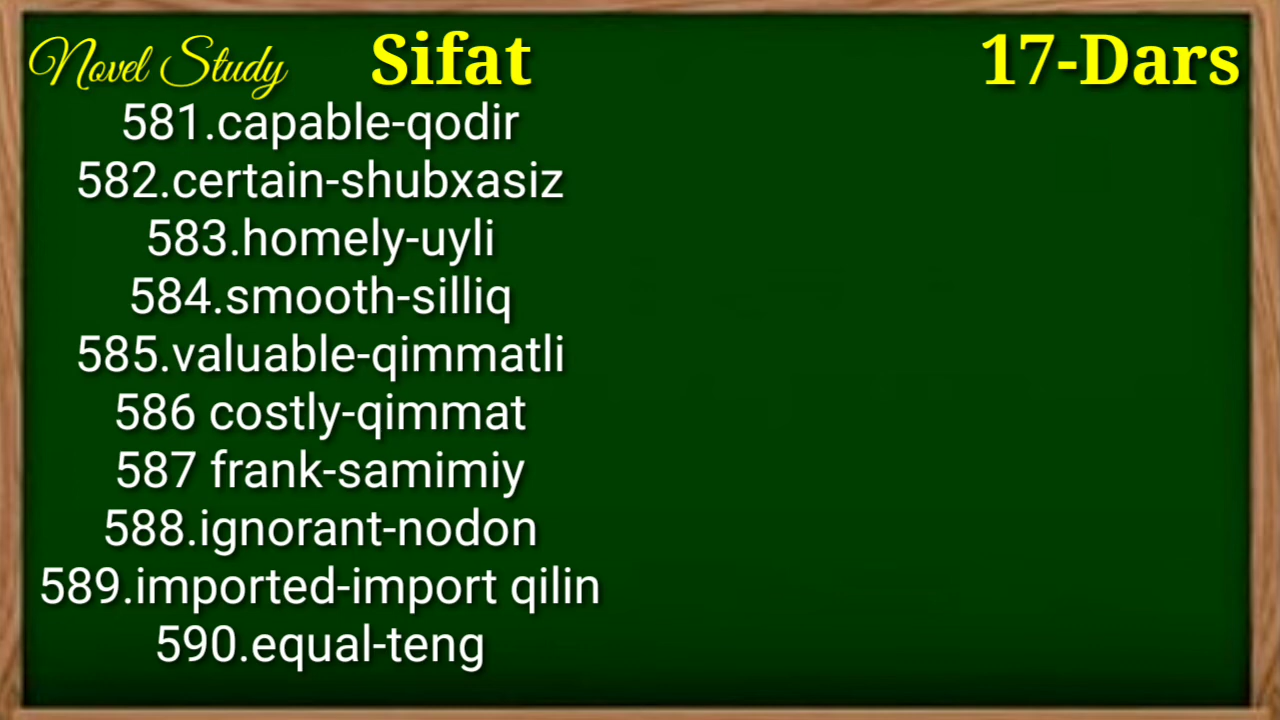 Novel Study Sifat 17-Dars
581.capable-qodir
582.certain-shubxasiz
583.homely-uyli
584.smooth-silliq
585.valuable-qimmatli
586 costly-qimmat
587 frank-samimiy
588.ignorant-nodon
589.imported-import qilin
590.equal-teng